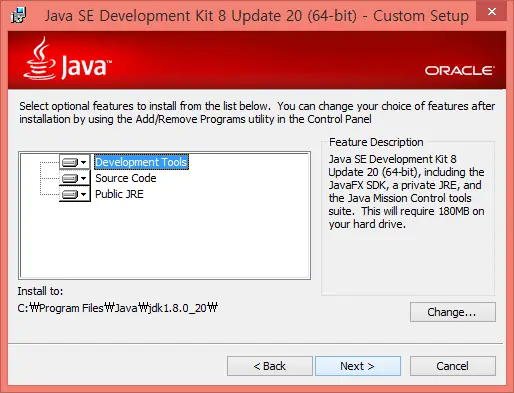 Java SE Development Kit 8 Update 20 (64-bit) - Custom Setup
Java™
ORACLE®
Select optional features to install from the list below. You can change your choice of features after
installation by using the Add/Remove Programs utility in the Control Panel
Development Tools
Source Code
Public JRE
Feature Description
Java SE Development Kit 8
Update 20 (64-bit), including the
JavaFX SDK, a private JRE, and
the Java Mission Control tools
suite. This will require 180MB on
your hard drive.
Install to:
C:₩Program Files₩Java₩jdk1.8.0_20₩
Change...
< Back
Next >
Cancel